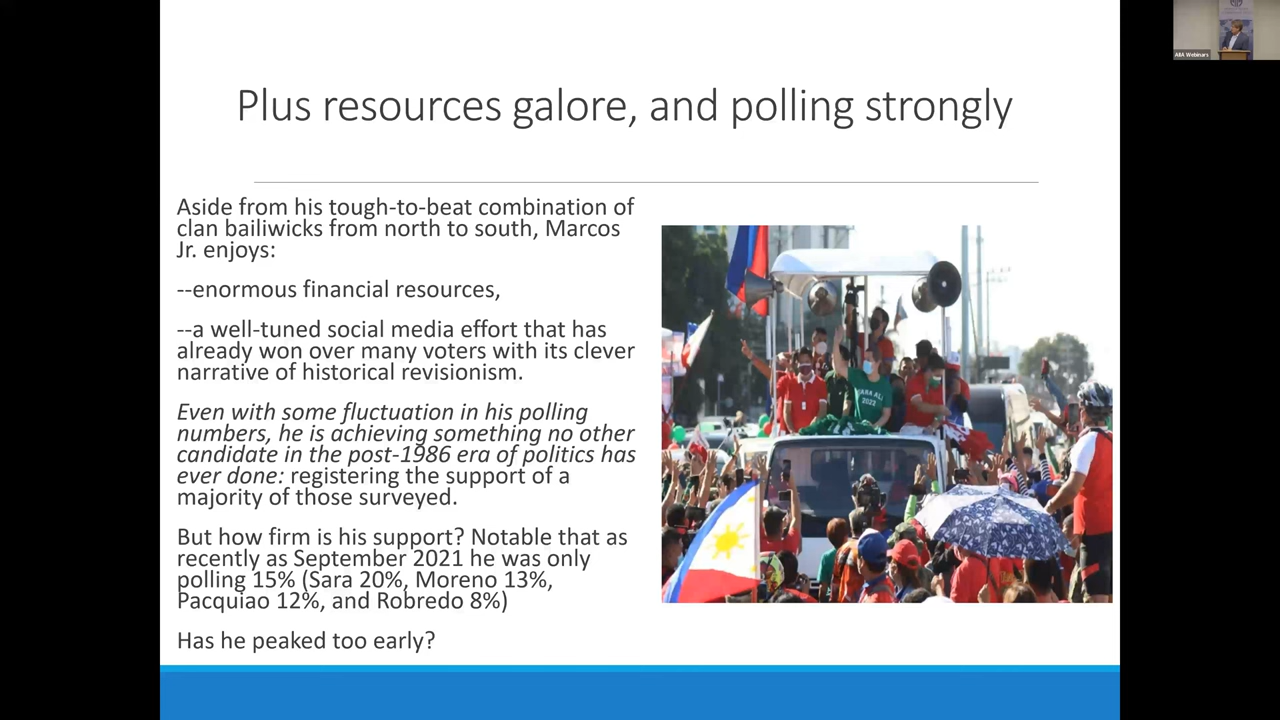 AIIA Webinars
Plus resources galore, and polling strongly
Aside from his tough-to-beat combination of
clan bailiwicks from north to south, Marcos
Jr. enjoys:
--enormous financial resources,
--a well-tuned social media effort that has
already won over many voters with its clever
narrative of historical revisionism.
Even with some fluctuation in his polling
numbers, he is achieving something no other
candidate in the post-1986 era of politics has
ever done: registering the support of a
majority of those surveyed.
But how firm is his support? Notable that as
recently as September 2021 he was only
polling 15% (Sara 20%, Moreno 13%,
Pacquiao 12%, and Robredo 8%)
Has he peaked too early?
2022